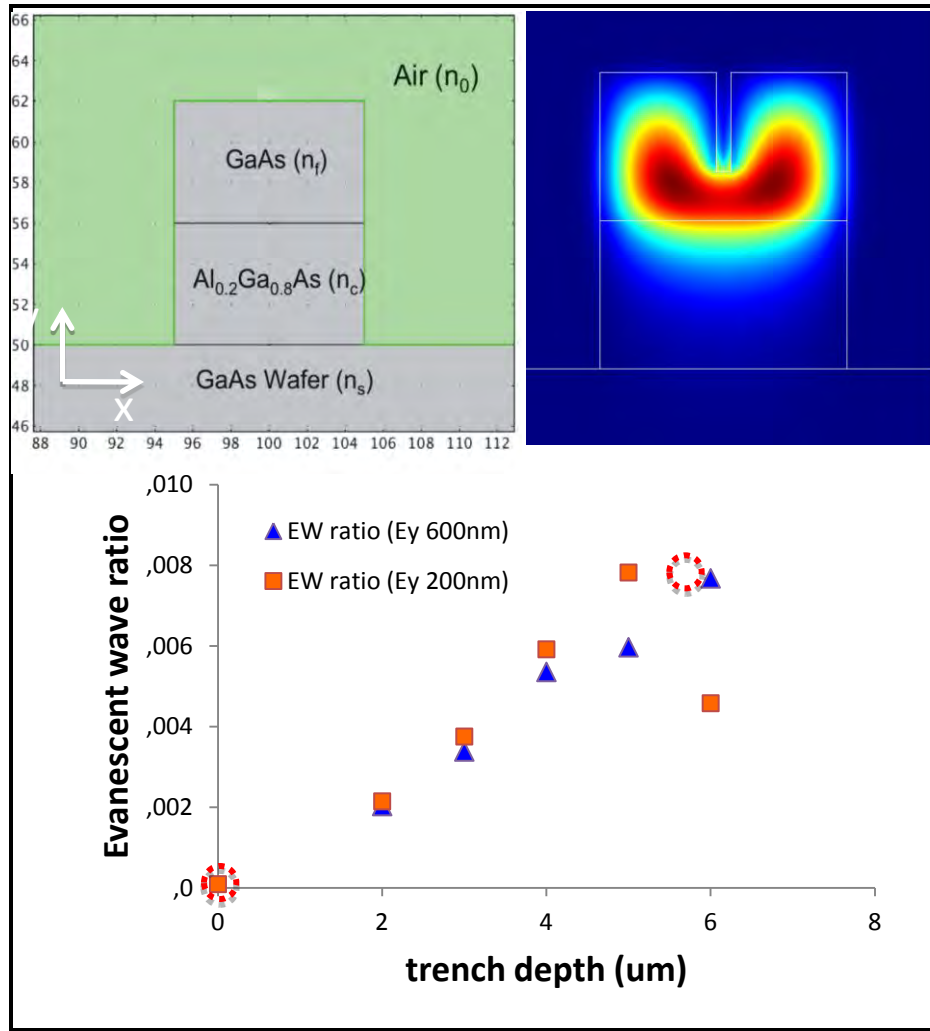 66
64
62
60
58
56
54
52
50
48
46
Air (n0)
GaAs (nf)
Al0.2Ga0.8As (nc)
GaAs Wafer (ns)
X
88 90 92 94 96 98 100 102 104 106 108 110 112
Evanescent wave ratio
,010
,008
,006
,004
,002
,0
EW ratio (Ey 600nm)
EW ratio (Ey 200nm)
0 2 4 6 8
trench depth (um)